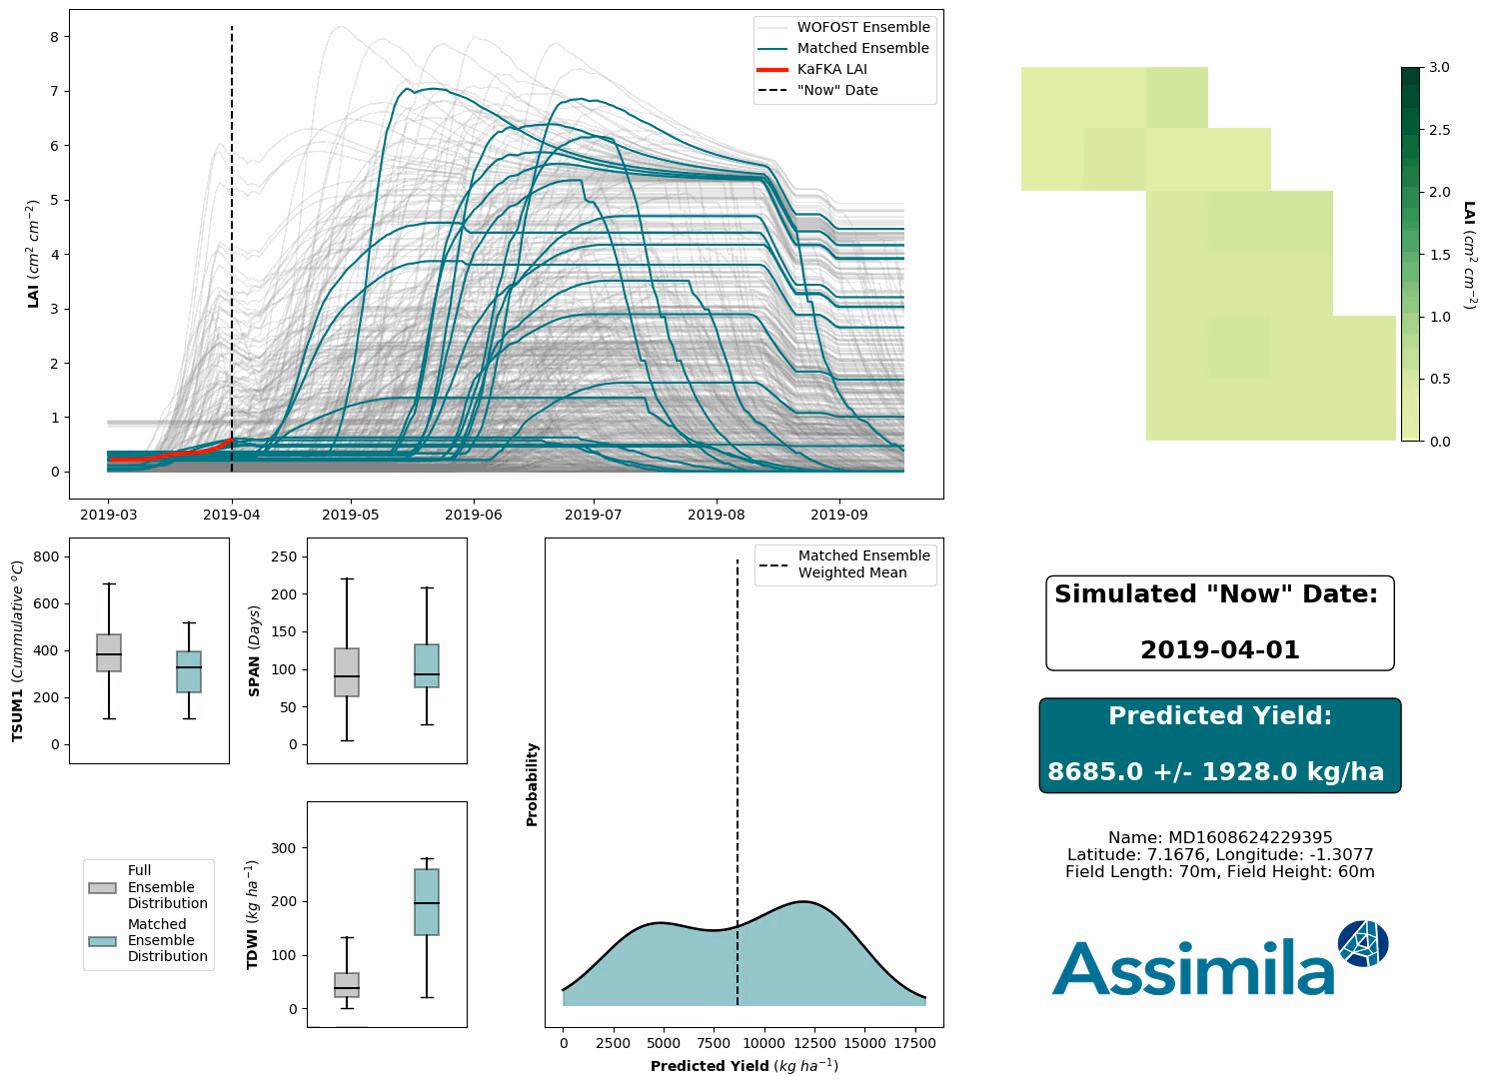 8
7
6
5
4
3
2
1
0
LAI (cm² cm⁻²)
WOFOST Ensemble
Matched Ensemble
KaFKA LAI
"Now" Date
2019-03 2019-04 2019-05 2019-06 2019-07 2019-08 2019-09
3.0
2.5
2.0
1.5
1.0
0.5
0.0
LAI (cm² cm⁻²)
800
600
400
200
0
TSUM1 (Cummulative °C)
250
200
150
100
50
0
SPAN (Days)
300
200
100
0
TDWI (kg ha⁻¹)
Full
Ensemble
Distribution
Matched
Ensemble
Distribution
Matched Ensemble
Weighted Mean
Probability
0 2500 5000 7500 10000 12500 15000 17500
Predicted Yield (kg ha⁻¹)
Simulated "Now" Date:
2019-04-01
Predicted Yield:
8685.0 +/- 1928.0 kg/ha
Name: MD1608624229395
Latitude: 7.1676, Longitude: -1.3077
Field Length: 70m, Field Height: 60m
Assimila